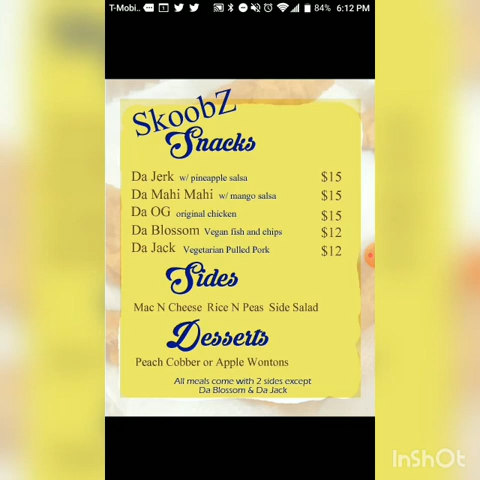 T-Mobi.. 84% 6:12 PM
SkoobZ
Snacks
Da Jerk w/ pineapple salsa $15
Da Mahi Mahi w/ mango salsa $15
Da OG original chicken $15
Da Blossom Vegan fish and chips $12
Da Jack Vegetarian Pulled Pork $12
Sides
Mac N Cheese Rice N Peas Side Salad
Desserts
Peach Cobber or Apple Wontons
All meals come with 2 sides except
Da Blossom & Da Jack
InShOt